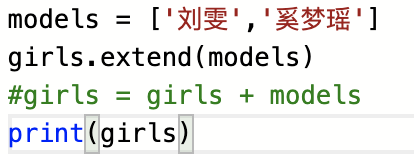 models = ['刘雯','奚梦瑶']
girls.extend(models)
#girls = girls + models
print(girls)